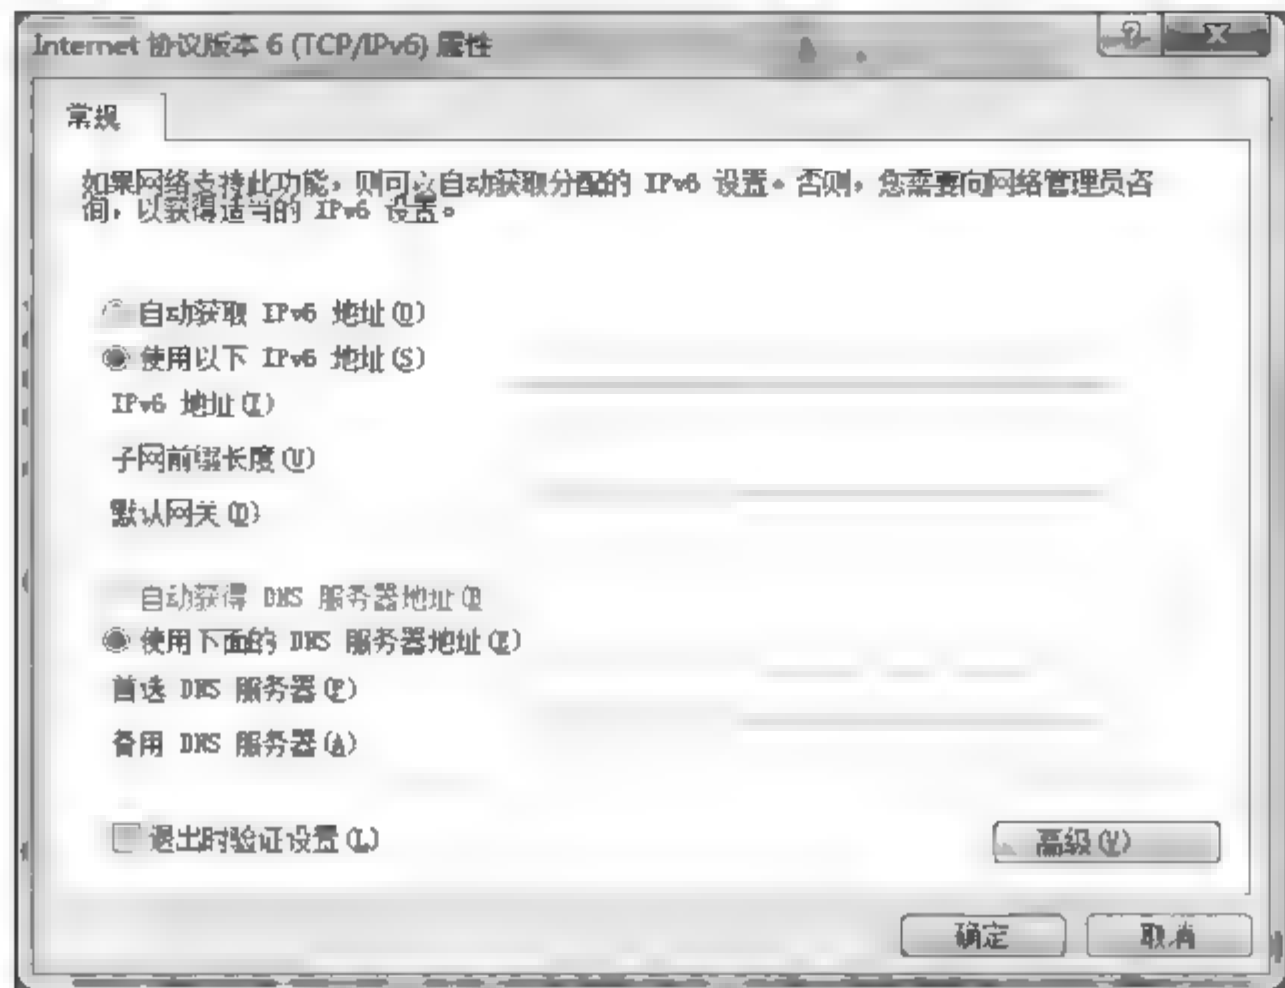 Internet 协议版本 6 (TCP/IPv6) 属性
常规
如果网络支持此功能，则可以自动获取分配的 IPv6 设置。否则，您需要向网络管理员咨
询，以获得适当的 IPv6 设置。
自动获取 IPv6 地址(O)
使用以下 IPv6 地址(S)
IPv6 地址(I)
子网前缀长度(U)
默认网关(D)
自动获得 DNS 服务器地址(B
使用下面的 DNS 服务器地址(E)
首选 DNS 服务器(P)
备用 DNS 服务器(A)
退出时验证设置(L)
高级(V)
确定
取消